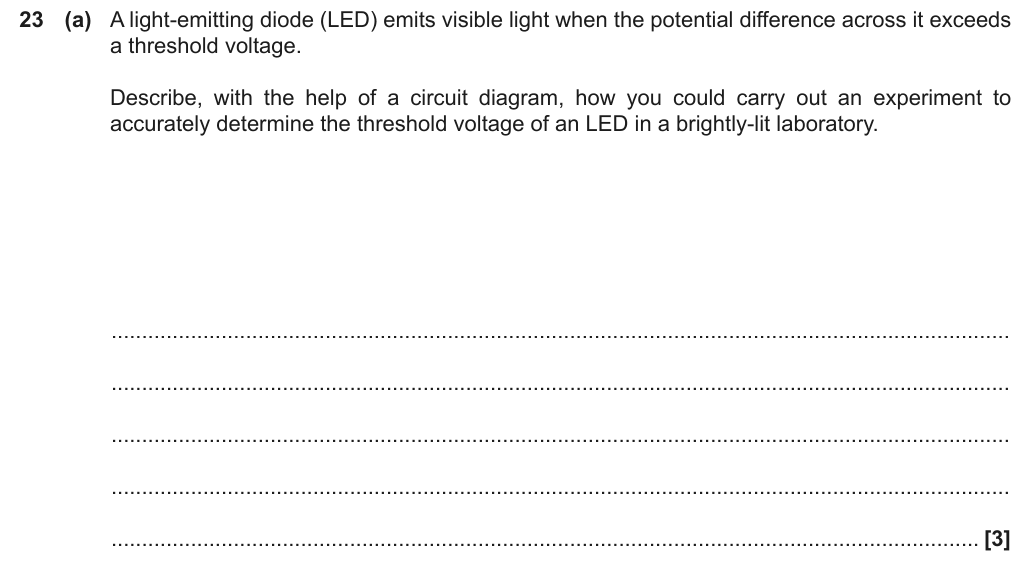 23 (a) A light-emitting diode (LED) emits visible light when the potential difference across it exceeds
a threshold voltage.
Describe, with the help of a circuit diagram, how you could carry out an experiment to
accurately determine the threshold voltage of an LED in a brightly-lit laboratory.
[3]